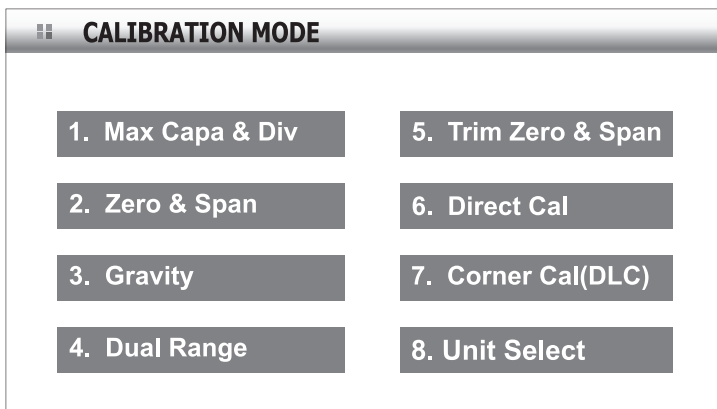 CALIBRATION MODE
1. Max Capa & Div
2. Zero & Span
3. Gravity
4. Dual Range
5. Trim Zero & Span
6. Direct Cal
7. Corner Cal(DLC)
8. Unit Select